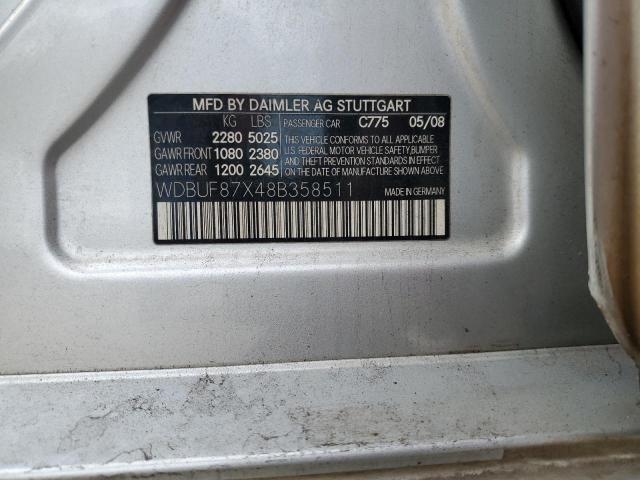 MFD BY DAIMLER AG STUTTGART
KG LBS PASSENGER CAR C775 05/08
GVWR 2280 5025 THIS VEHICLE CONFORMS TO ALL APPLICABLE
GAWR FRONT 1080 2380 U.S. FEDERAL MOTOR VEHICLE SAFETY, BUMPER
GAWR REAR 1200 2645 AND THEFT PREVENTION STANDARDS IN EFFECT
ON THE DATE OF MANUFACTURE SHOWN ABOVE.
WDBUF87X48B358511 MADE IN GERMANY